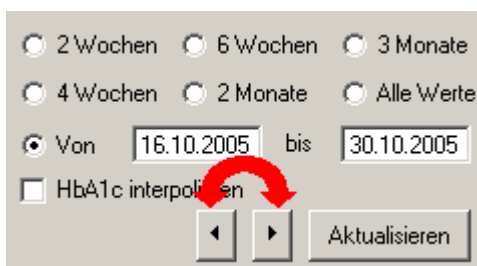 2 Wochen 6 Wochen 3 Monate
4 Wochen 2 Monate Alle Werte
Von 16.10.2005 bis 30.10.2005
HbA1c interpolieren
Aktualisieren